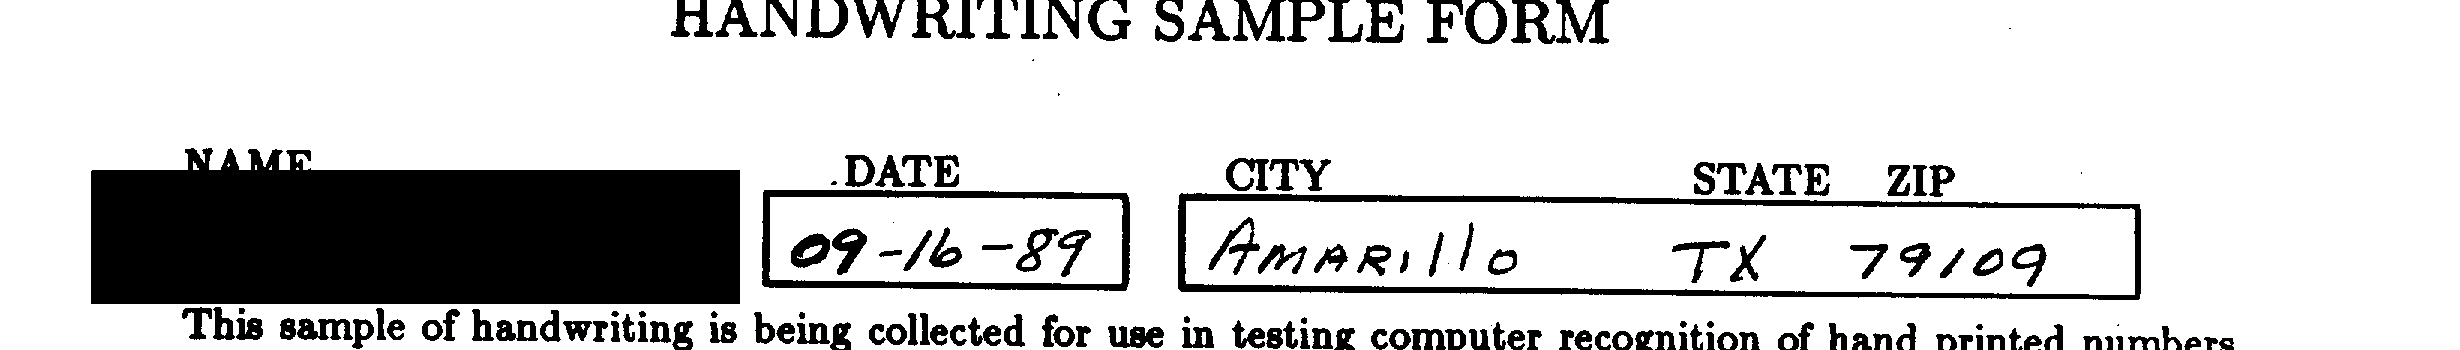 HANDWRITING SAMPLE FORM
NAME DATE CITY STATE ZIP
09-16-89 AMARillo TX 79109
This sample of handwriting is being collected for use in testing computer recognition of hand printed numbers